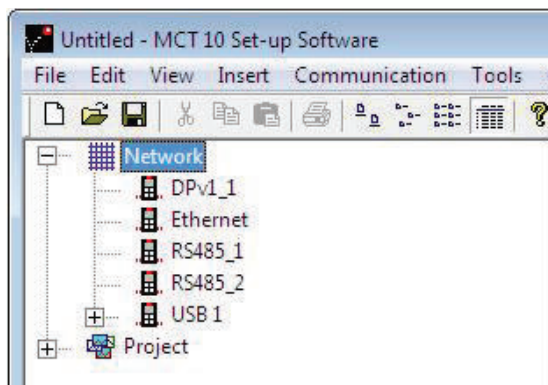 Untitled - MCT 10 Set-up Software
File Edit View Insert Communication Tools
Network
DPv1_1
Ethernet
RS485_1
RS485_2
USB 1
Project